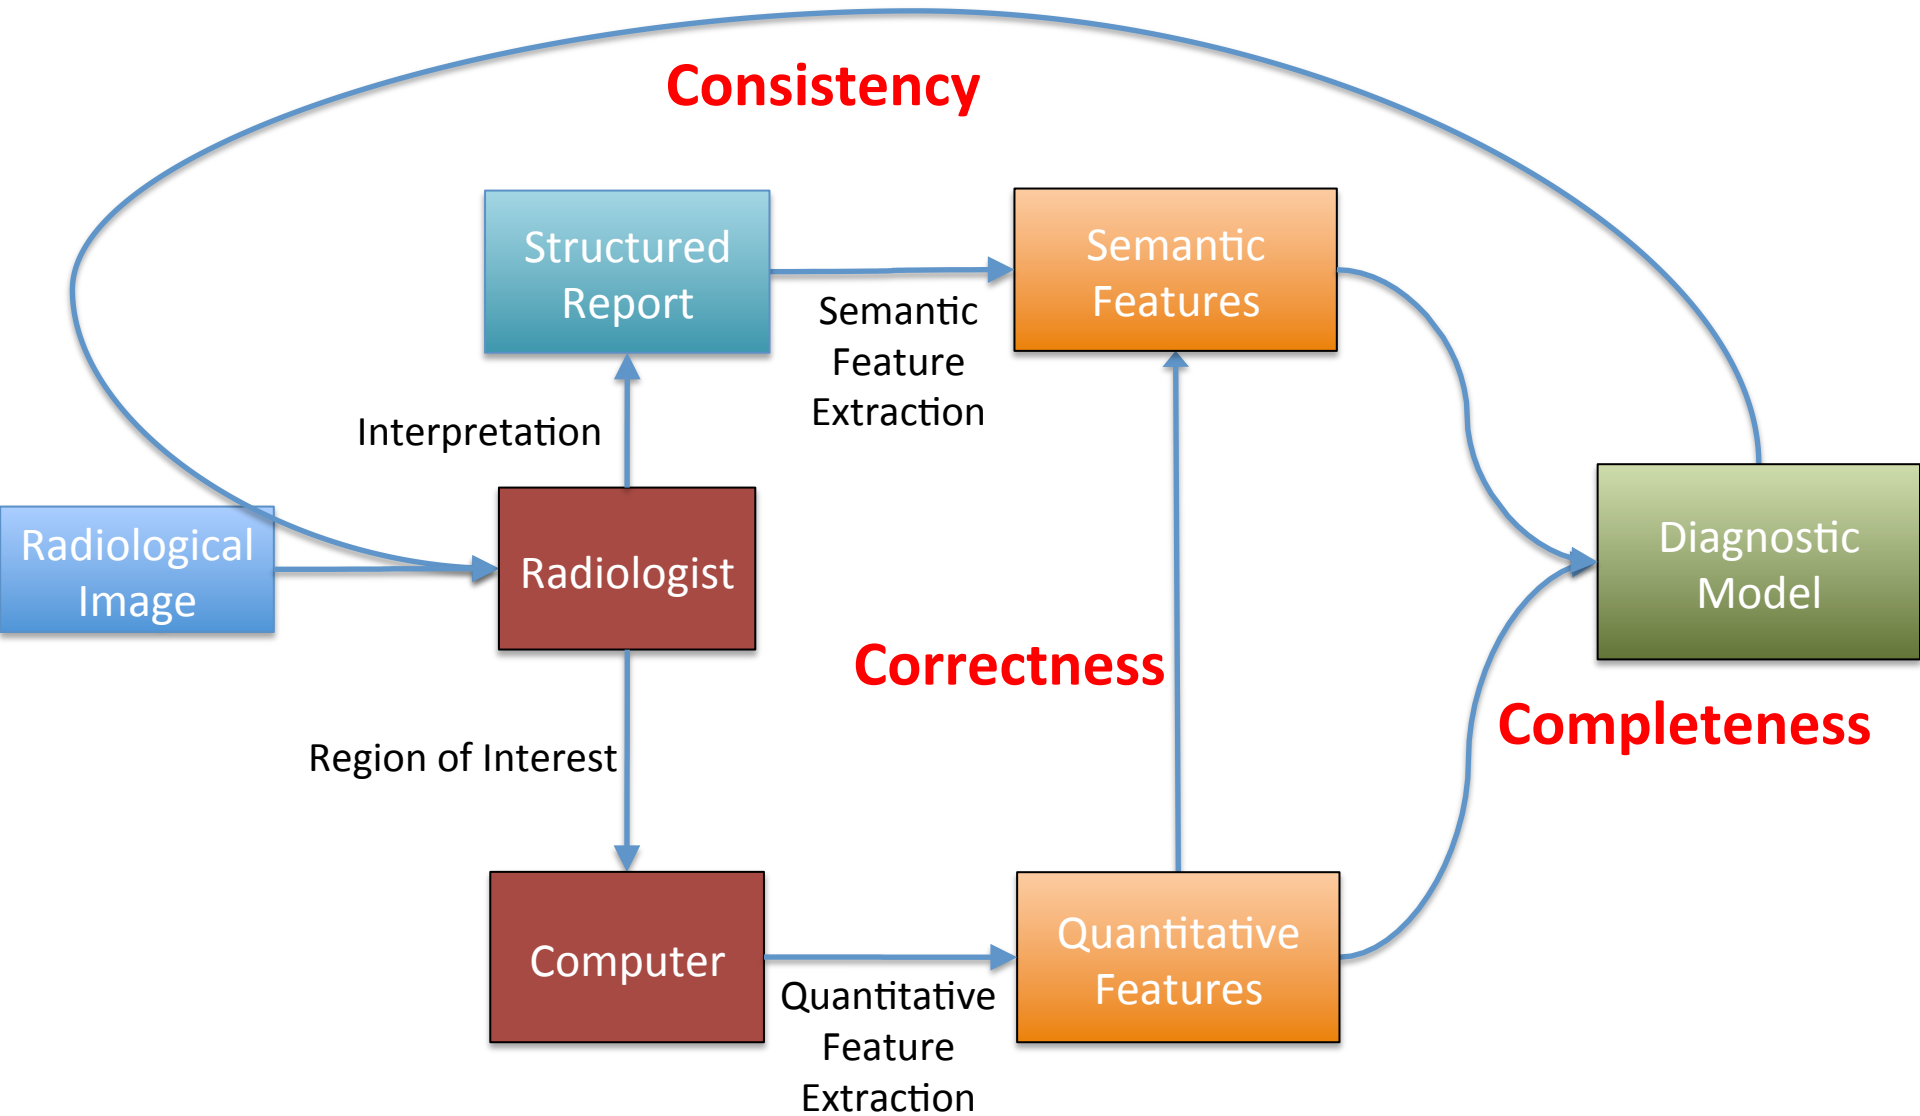 Consistency
Structured
Report
Semantic
Features
Semantic
Feature
Extraction
Interpretation
Radiological
Image
Radiologist
Diagnostic
Model
Correctness
Completeness
Region of Interest
Computer
Quantitative
Features
Quantitative
Feature
Extraction